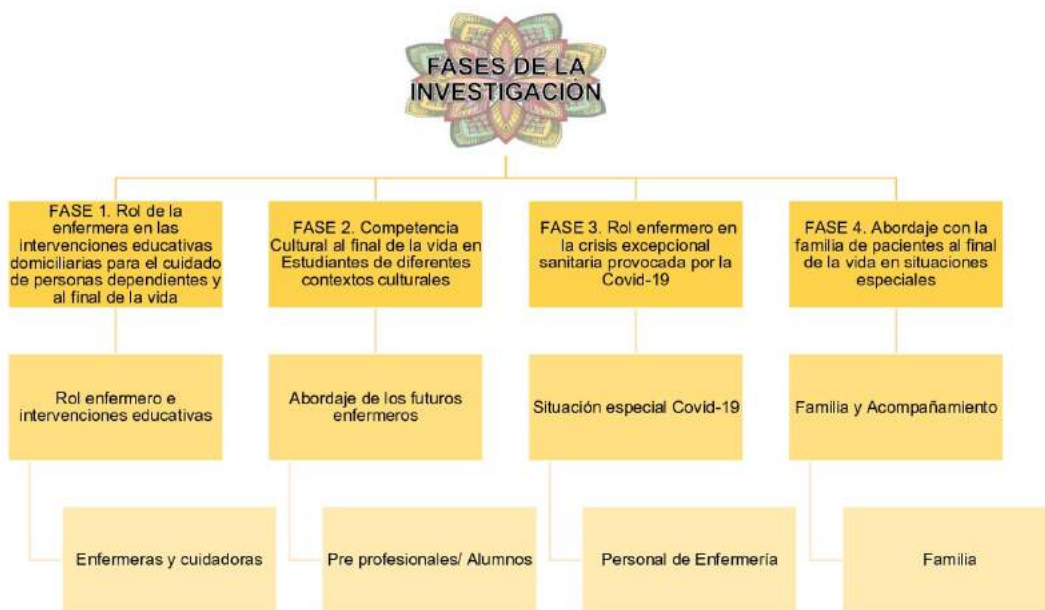 FASES DE LA
INVESTIGACIÓN
FASE 1. Rol de la
enfermera en las
intervenciones educativas
domiciliarias para el cuidado
de personas dependientes y
al final de la vida
FASE 2. Competencia
Cultural al final de la vida en
Estudiantes de diferentes
contextos culturales
FASE 3. Rol enfermero en
la crisis excepcional
sanitaria provocada por la
Covid-19
FASE 4. Abordaje con la
familia de pacientes al final
de la vida en situaciones
especiales
Rol enfermero e
intervenciones educativas
Abordaje de los futuros
enfermeros
Situación especial Covid-19
Familia y Acompañamiento
Enfermeras y cuidadoras
Pre profesionales/ Alumnos
Personal de Enfermería
Familia